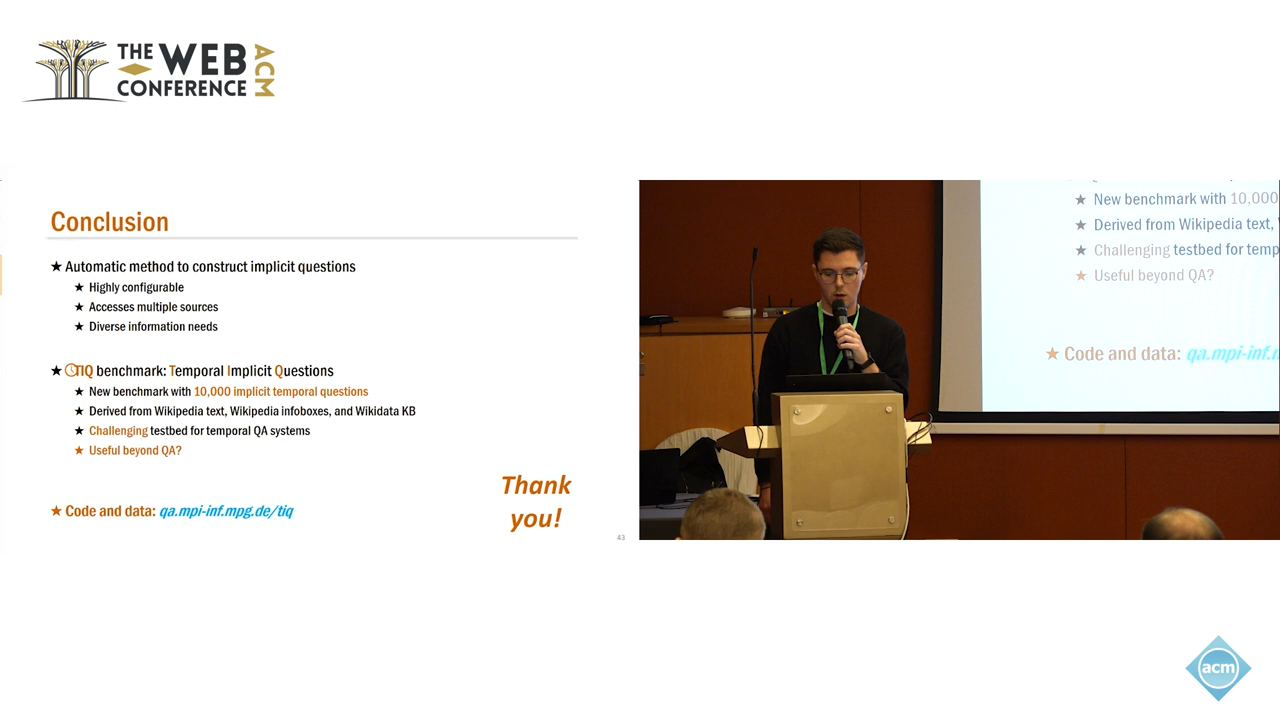 THE WEB
CONFERENCE
ACM
Conclusion
★ Automatic method to construct implicit questions
★ Highly configurable
★ Accesses multiple sources
★ Diverse information needs
★ TIQ benchmark: Temporal Implicit Questions
★ New benchmark with 10,000 implicit temporal questions
★ Derived from Wikipedia text, Wikipedia infoboxes, and Wikidata KB
★ Challenging testbed for temporal QA systems
★ Useful beyond QA?
★ Code and data: qa.mpi-inf.mpg.de/tiq
Thank
you!
43
★ New benchmark with 10,000
★ Derived from Wikipedia text,
★ Challenging testbed for temp
★ Useful beyond QA?
★ Code and data: qa.mpi-inf.
acm